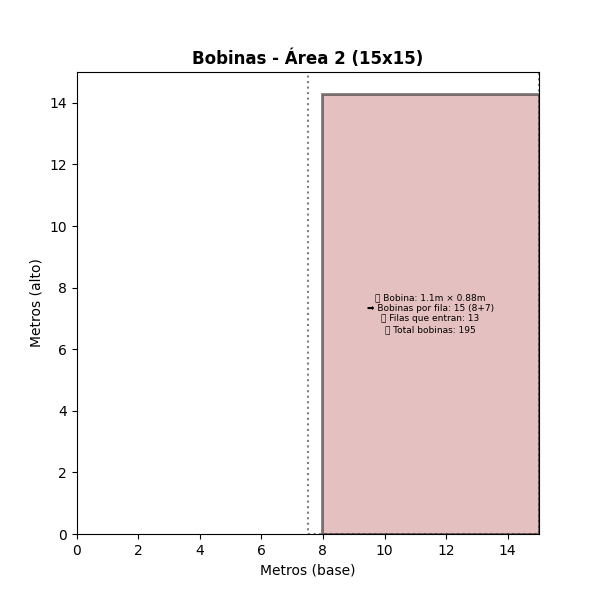 Bobinas - Área 2 (15x15)
14
12
10
8
6
4
2
0
Metros (alto)
Bobina: 1.1m × 0.88m
➡ Bobinas por fila: 15 (8+7)
Filas que entran: 13
Total bobinas: 195
0 2 4 6 8 10 12 14
Metros (base)